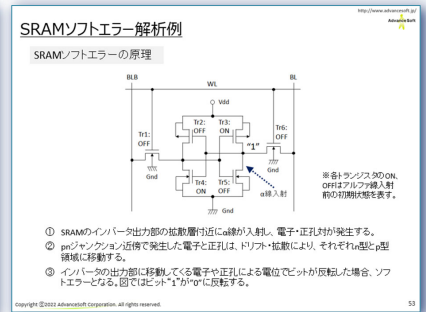 http://www.advancesoft.jp/
AdvanceSoft
SRAMソフトエラー解析例
SRAMソフトエラーの原理
BLB
WL
BL
Vdd
Tr2:
OFF
Tr3:
ON
Tr1:
OFF
Tr6:
OFF
"1"
Gnd
Gnd
Tr4:
ON
Tr5:
OFF
α線入射
Gnd
※各トランジスタのON、
OFFはアルファ線入射
前の初期状態を表す。
① SRAMのインバータ出力部の拡散層付近にα線が入射し、電子・正孔対が発生する。
② pnジャンクション近傍で発生した電子と正孔は、ドリフト・拡散により、それぞれn型とp型
領域に移動する。
③ インバータの出力部に移動してくる電子や正孔による電位でビットが反転した場合、ソフ
トエラーとなる。図ではビット"1"が"0"に反転する。
Copyright ©2022 AdvanceSoft Corporation. All rights reserved.
53